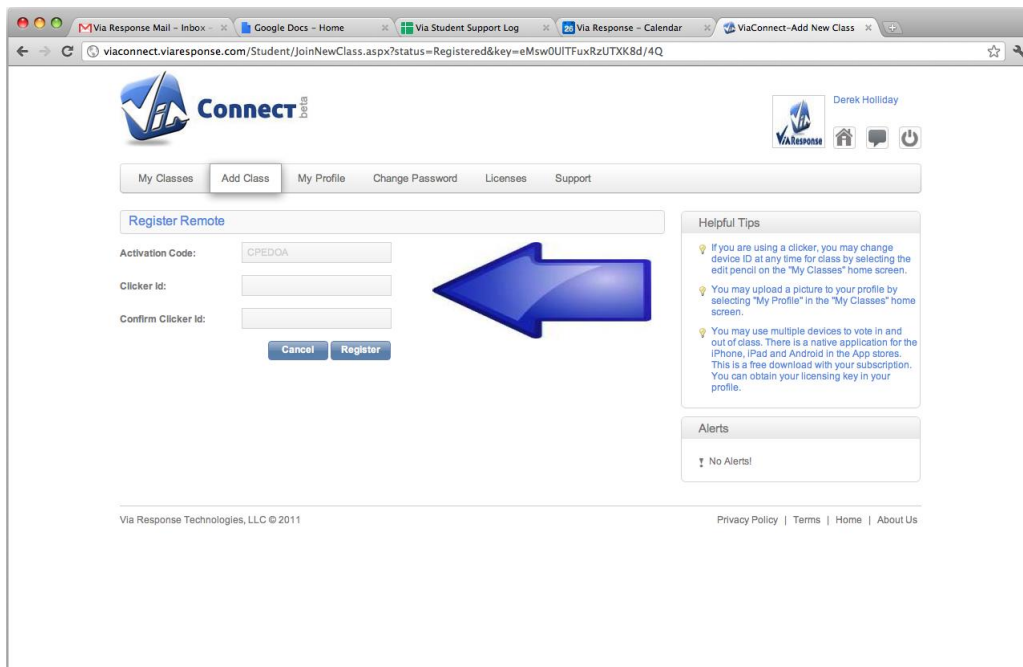 Via Response Mail – Inbox –
Google Docs – Home
Via Student Support Log
26 Via Response – Calendar
ViaConnect–Add New Class
viaconnect.viaresponse.com/Student/JoinNewClass.aspx?status=Registered&key=eMsw0UlTFuxRzUTXK8d/4Q
ViA Connect beta
Derek Holliday
ViA Response
My Classes Add Class My Profile Change Password Licenses Support
Register Remote
Activation Code: CPEDOA
Clicker Id:
Confirm Clicker Id:
Cancel Register
Helpful Tips
If you are using a clicker, you may change
device ID at any time for class by selecting the
edit pencil on the "My Classes" home screen.
You may upload a picture to your profile by
selecting "My Profile" in the "My Classes" home
screen.
You may use multiple devices to vote in and
out of class. There is a native application for the
iPhone, iPad and Android in the App stores.
This is a free download with your subscription.
You can obtain your licensing key in your
profile.
Alerts
No Alerts!
Via Response Technologies, LLC © 2011
Privacy Policy | Terms | Home | About Us